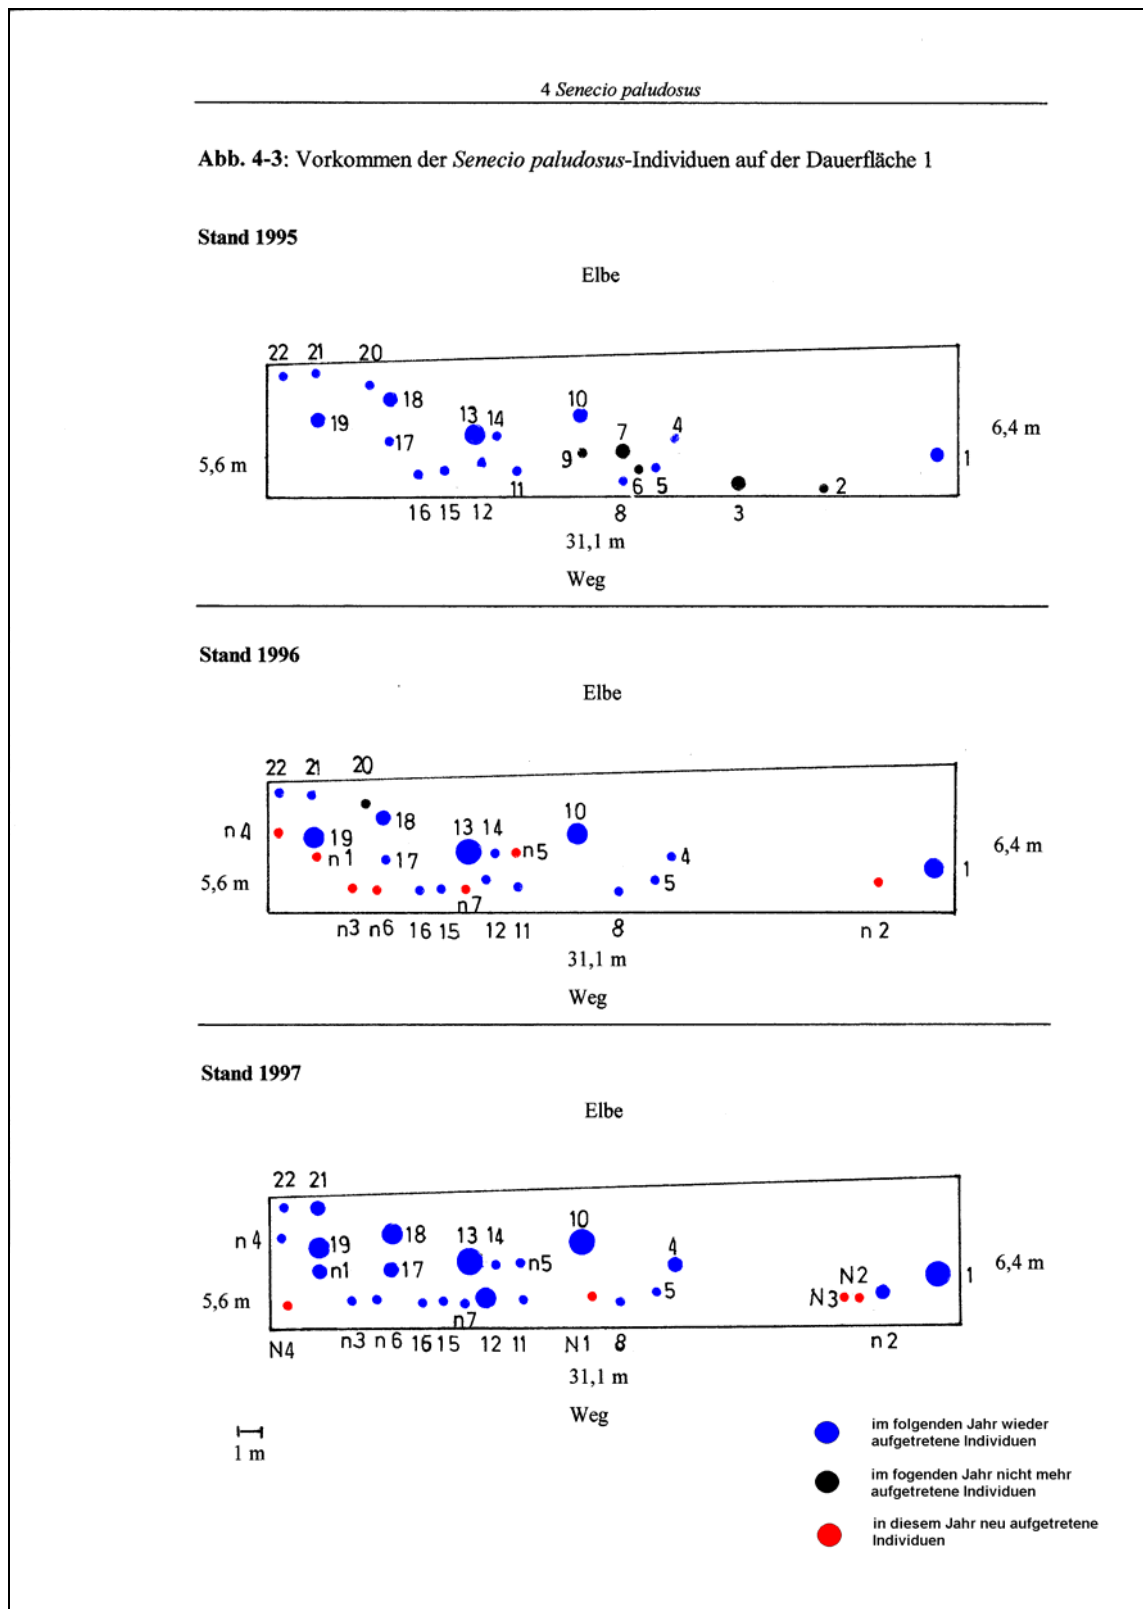 4 Senecio paludosus
Abb. 4-3: Vorkommen der Senecio paludosus-Individuen auf der Dauerfläche 1
Stand 1995
Elbe
22 21 20
18 10
19 13 14 7 4
17 9 6,4 m
5,6 m 6 5 1
11 2
16 15 12 8 3
31,1 m
Weg
Stand 1996
Elbe
22 21 20
n4 18 10
19 13 14 n5
n1 17 4 6,4 m
5,6 m 5 1
n7
n3 n6 16 15 12 11 8 n2
31,1 m
Weg
Stand 1997
Elbe
22 21
n4 18 10
19 13 14 n5 4
n1 17 6,4 m
5,6 m 5 N3 N2 1
n7
N4 n3 n6 16 15 12 11 N1 8 n2
31,1 m
Weg
1 m
im folgenden Jahr wieder
aufgetretene Individuen
im fogenden Jahr nicht mehr
aufgetretene Individuen
in diesem Jahr neu aufgetretene
Individuen